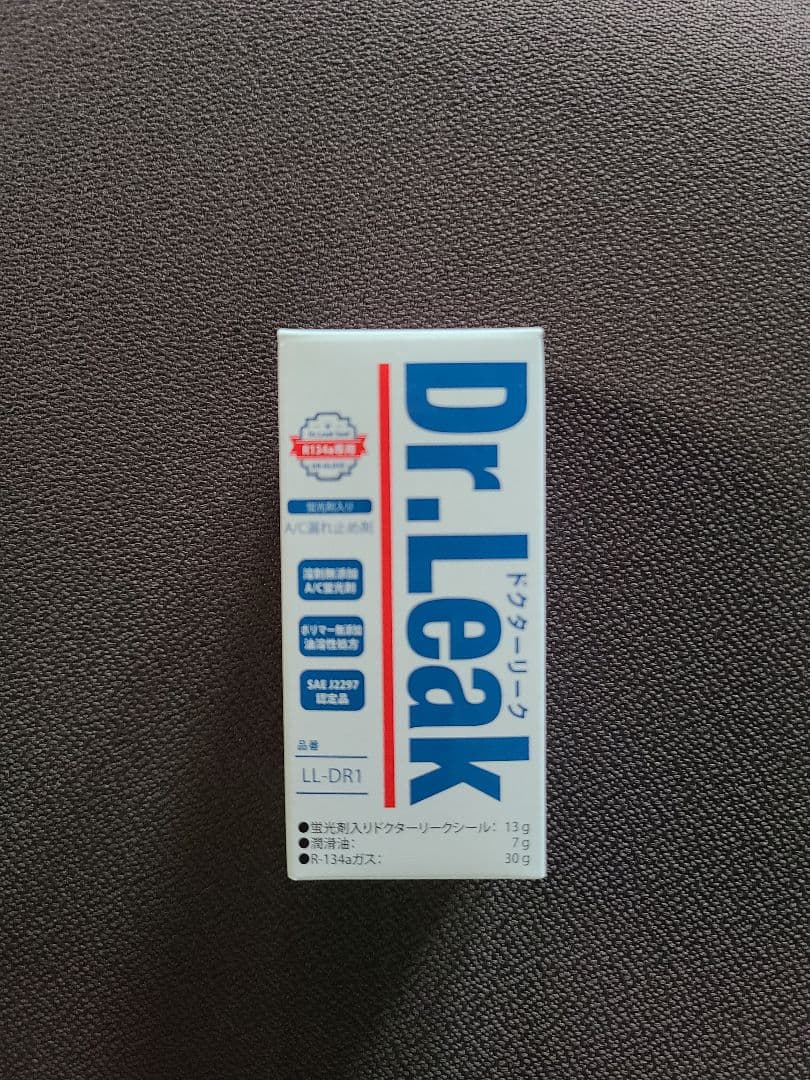 Dr.Leak
ドクターリーク
R134a専用
蛍光剤入り
A/C漏れ止め剤
溶剤無添加
A/C蛍光剤
ポリマー無添加
油溶性処方
SAE J2297
認定品
品番
LL-DR1
●蛍光剤入りドクターリークシール： 13g
●潤滑油： 7g
●R-134aガス： 30g